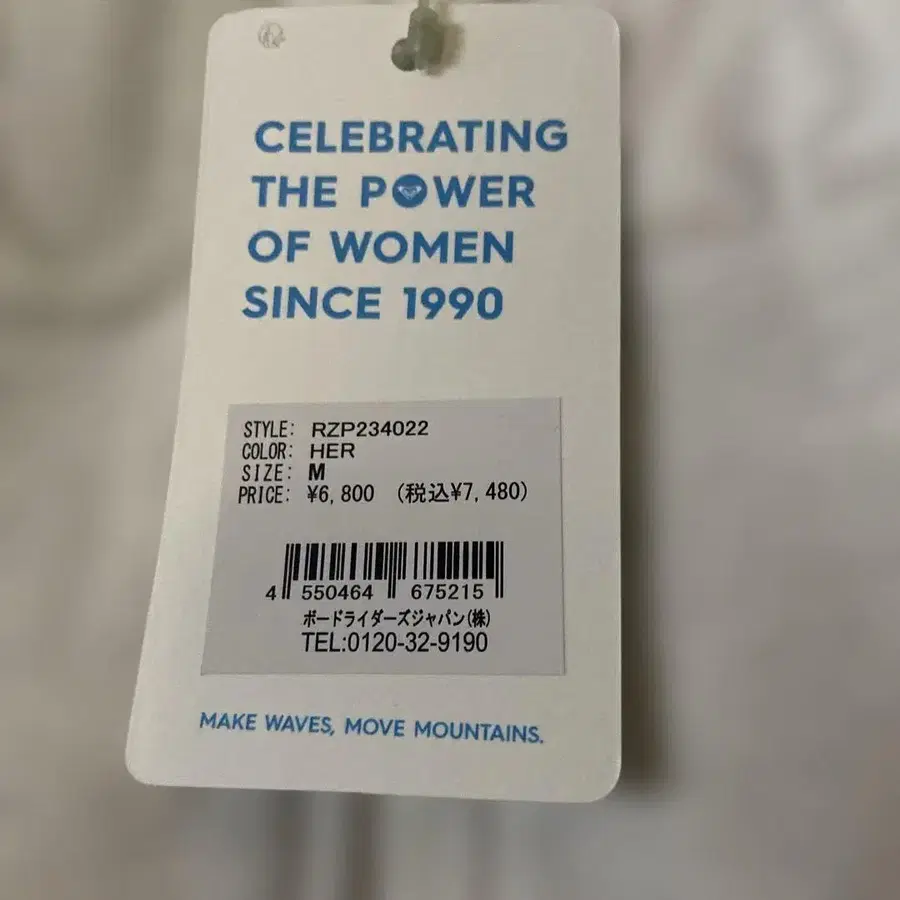 CELEBRATING
THE POWER
OF WOMEN
SINCE 1990
STYLE: RZP234022
COLOR: HER
SIZE: M
PRICE: ¥6,800 (税込¥7,480)
4 550464 675215
ボードライダーズジャパン(株)
TEL:0120-32-9190
MAKE WAVES, MOVE MOUNTAINS.